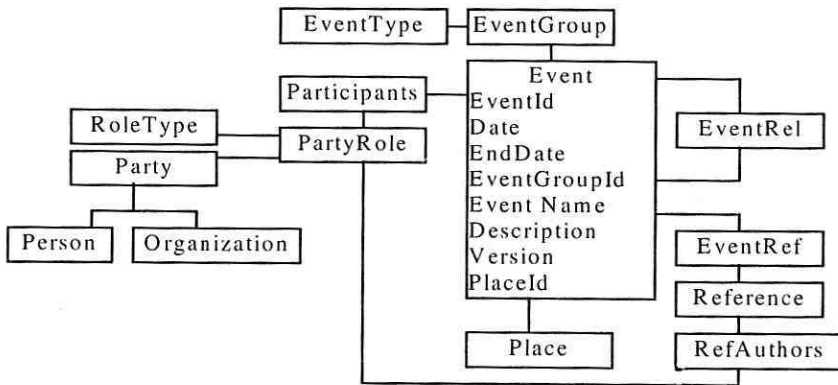 EventType
EventGroup
Event
EventId
Date
EndDate
EventGroupId
Event Name
Description
Version
PlaceId
Participants
RoleType
PartyRole
Party
Person
Organization
EventRel
EventRef
Reference
RefAuthors
Place